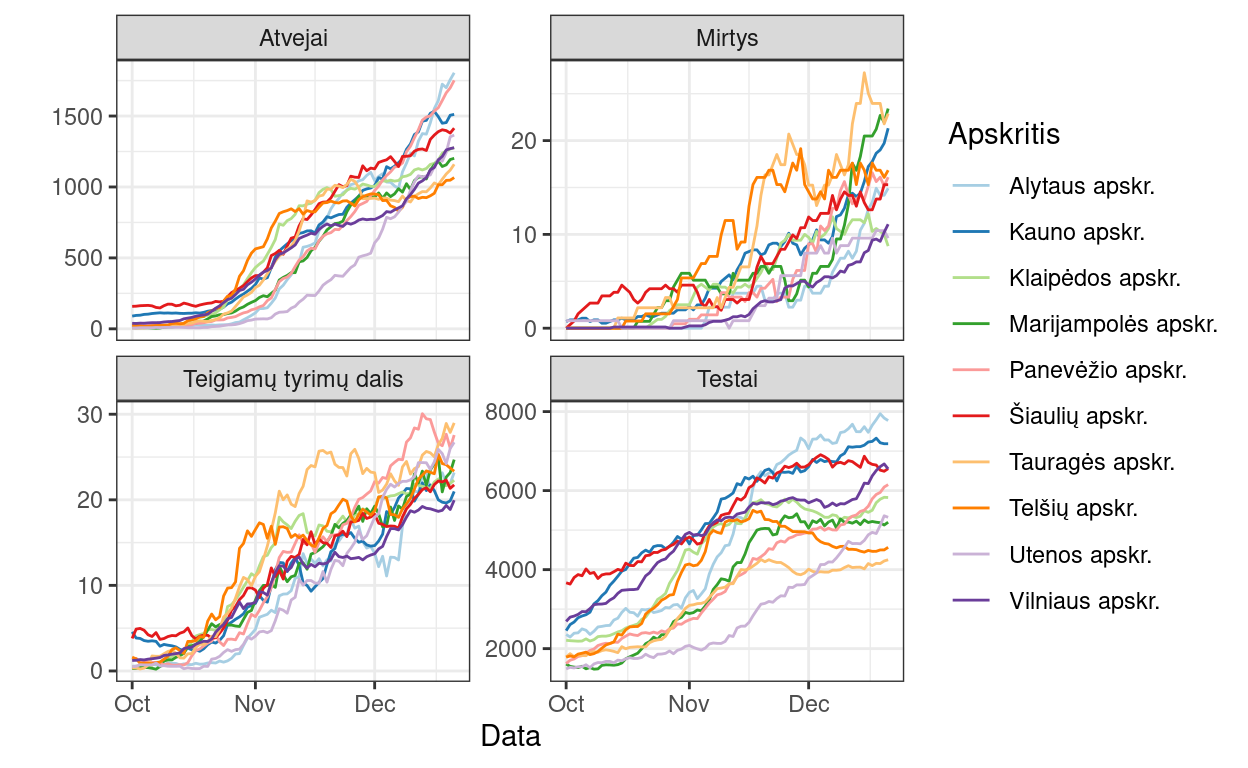 Atvejai
Mirtys
1500
1000
500
0
20
10
0
Teigiamų tyrimų dalis
Testai
30
20
10
0
8000
6000
4000
2000
Oct Nov Dec
Oct Nov Dec
Data
Apskritis
Alytaus apskr.
Kauno apskr.
Klaipėdos apskr.
Marijampolės apskr.
Panevėžio apskr.
Šiaulių apskr.
Tauragės apskr.
Telšių apskr.
Utenos apskr.
Vilniaus apskr.